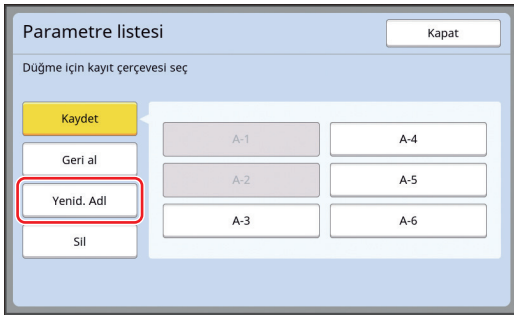 Parametre listesi
Kapat
Düğme için kayıt çerçevesi seç
Kaydet
Geri al
Yenid. Adl
Sil
A-1
A-4
A-2
A-5
A-3
A-6